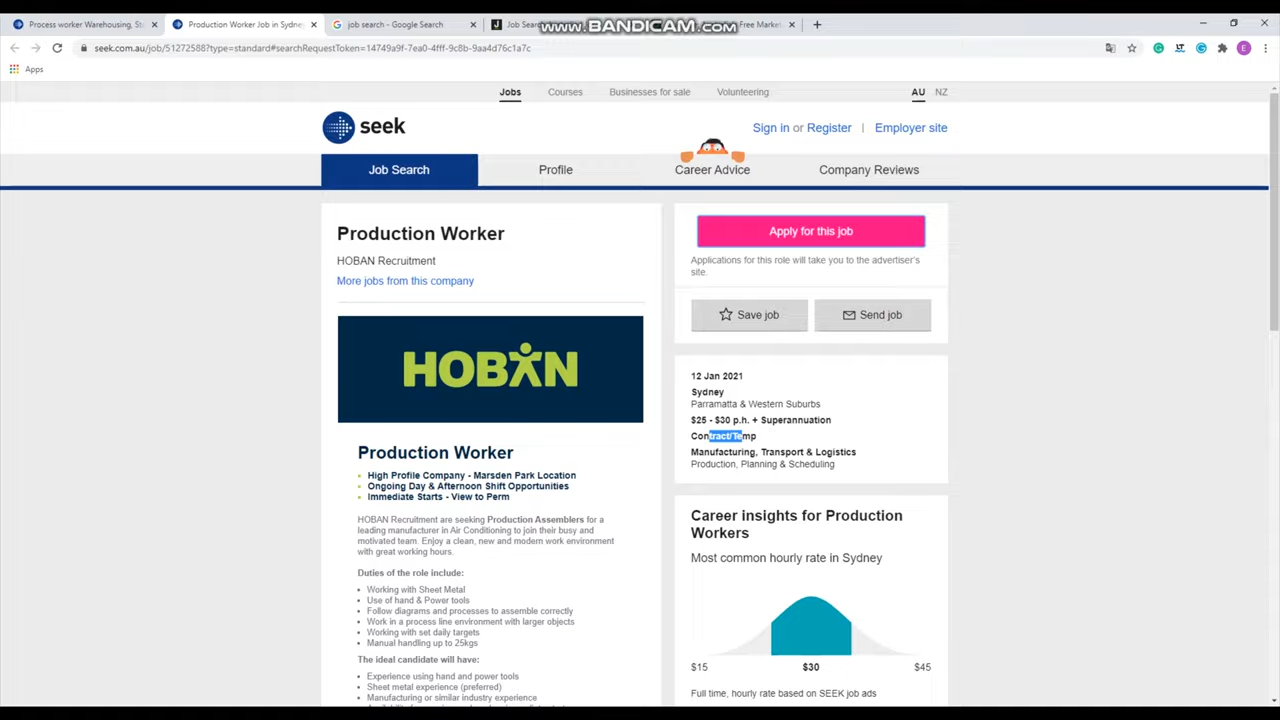 Process worker Warehousing, St
Production Worker Job in Sydney
job search - Google Search
Job Sear
Free Marke
www.BANDICAM.com
seek.com.au/job/51272588?type=standard#searchRequestToken=14749a9f-7ea0-4fff-9c8b-9aa4d76c1a7c
Apps
Jobs
Courses
Businesses for sale
Volunteering
AU
NZ
seek
Sign in or Register | Employer site
Job Search
Profile
Career Advice
Company Reviews
Production Worker
HOBAN Recruitment
More jobs from this company
HOBAN
Production Worker
High Profile Company - Marsden Park Location
Ongoing Day & Afternoon Shift Opportunities
Immediate Starts - View to Perm
HOBAN Recruitment are seeking Production Assemblers for a
leading manufacturer in Air Conditioning to join their busy and
motivated team. Enjoy a clean, new and modern work environment
with great working hours.
Duties of the role include:
Working with Sheet Metal
Use of hand & Power tools
Follow diagrams and processes to assemble correctly
Work in a process line environment with larger objects
Working with set daily targets
Manual handling up to 25kgs
The ideal candidate will have:
Experience using hand and power tools
Sheet metal experience (preferred)
Manufacturing or similar industry experience
Apply for this job
Applications for this role will take you to the advertiser's
site.
Save job
Send job
12 Jan 2021
Sydney
Parramatta & Western Suburbs
$25 - $30 p.h. + Superannuation
Contract/Temp
Manufacturing, Transport & Logistics
Production, Planning & Scheduling
Career insights for Production
Workers
Most common hourly rate in Sydney
$15
$30
$45
Full time, hourly rate based on SEEK job ads